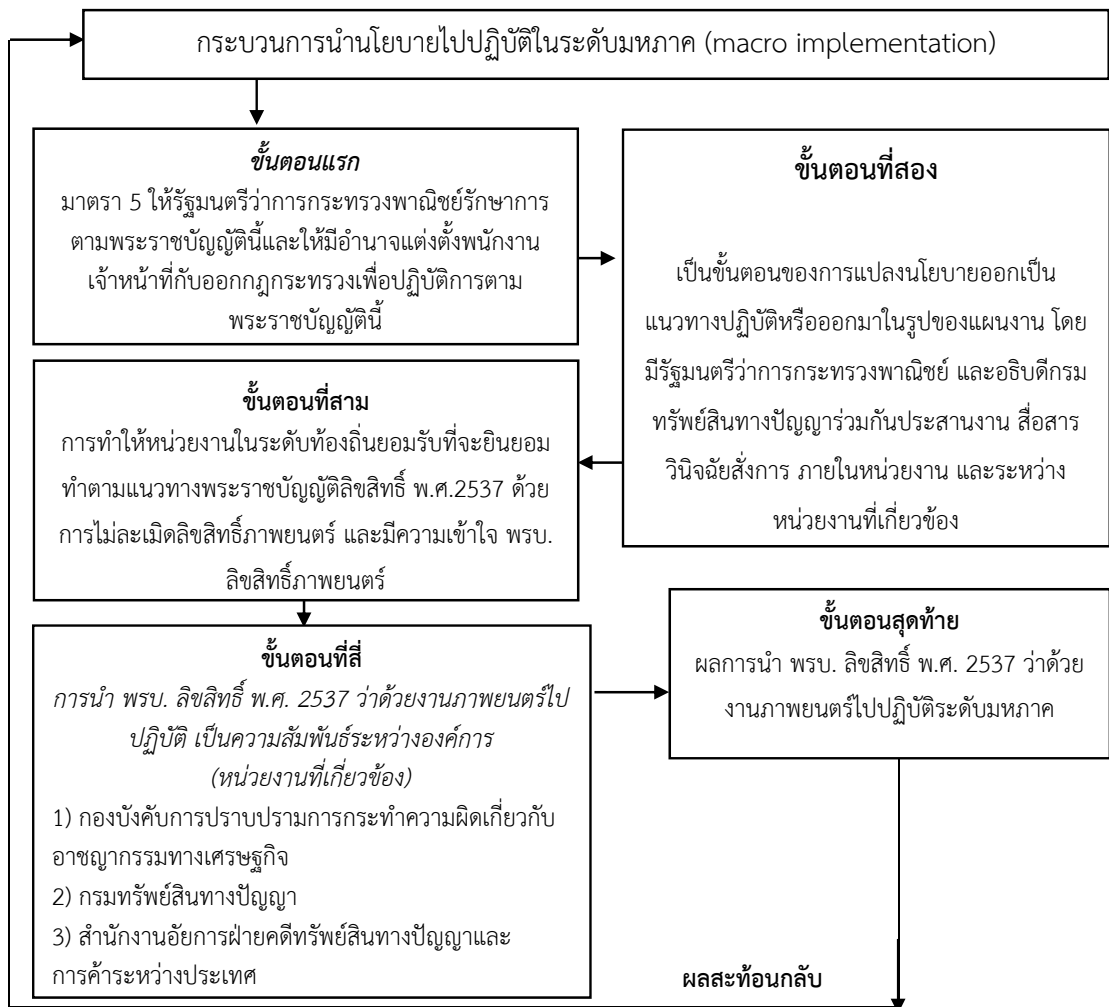 กระบวนการนำนโยบายไปปฏิบัติในระดับมหภาค (macro implementation)
ขั้นตอนแรก
มาตรา 5 ให้รัฐมนตรีว่าการกระทรวงพาณิชย์รักษาการ
ตามพระราชบัญญัตินี้และให้มีอำนาจแต่งตั้งพนักงาน
เจ้าหน้าที่กับออกกฎกระทรวงเพื่อปฏิบัติการตาม
พระราชบัญญัตินี้
ขั้นตอนที่สอง
เป็นขั้นตอนของการแปลงนโยบายออกเป็น
แนวทางปฏิบัติหรือออกมาในรูปของแผนงาน โดย
มีรัฐมนตรีว่าการกระทรวงพาณิชย์ และอธิบดีกรม
ทรัพย์สินทางปัญญาร่วมกันประสานงาน สื่อสาร
วินิจฉัยสั่งการ ภายในหน่วยงาน และระหว่าง
หน่วยงานที่เกี่ยวข้อง
ขั้นตอนที่สาม
การทำให้หน่วยงานในระดับท้องถิ่นยอมรับที่จะยินยอม
ทำตามแนวทางพระราชบัญญัติลิขสิทธิ์ พ.ศ.2537 ด้วย
การไม่ละเมิดลิขสิทธิ์ภาพยนตร์ และมีความเข้าใจ พรบ.
ลิขสิทธิ์ภาพยนตร์
ขั้นตอนที่สี่
การนำ พรบ. ลิขสิทธิ์ พ.ศ. 2537 ว่าด้วยงานภาพยนตร์ไป
ปฏิบัติ เป็นความสัมพันธ์ระหว่างองค์การ
(หน่วยงานที่เกี่ยวข้อง)
1) กองบังคับการปราบปรามการกระทำความผิดเกี่ยวกับ
อาชญากรรมทางเศรษฐกิจ
2) กรมทรัพย์สินทางปัญญา
3) สำนักงานอัยการฝ่ายคดีทรัพย์สินทางปัญญาและ
การค้าระหว่างประเทศ
ขั้นตอนสุดท้าย
ผลการนำ พรบ. ลิขสิทธิ์ พ.ศ. 2537 ว่าด้วย
งานภาพยนตร์ไปปฏิบัติระดับมหภาค
ผลสะท้อนกลับ